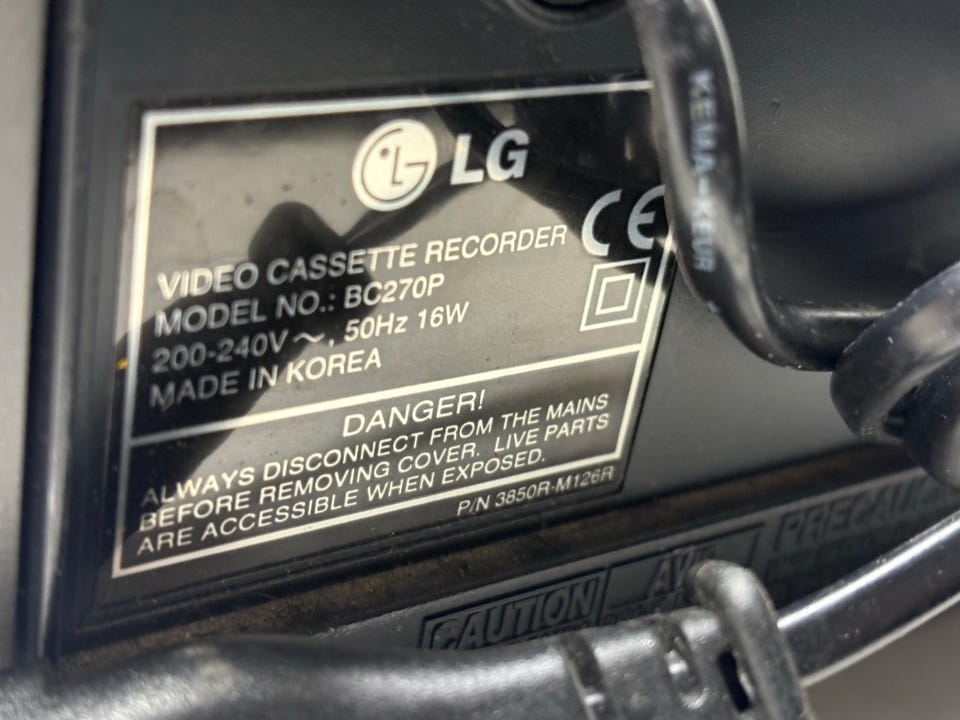 LG
CE
VIDEO CASSETTE RECORDER
MODEL NO.: BC270P
200-240V ~, 50Hz 16W
MADE IN KOREA
DANGER!
ALWAYS DISCONNECT FROM THE MAINS
BEFORE REMOVING COVER. LIVE PARTS
ARE ACCESSIBLE WHEN EXPOSED.
P/N 3850R-M126R
KEMA-KEUR
CAUTION